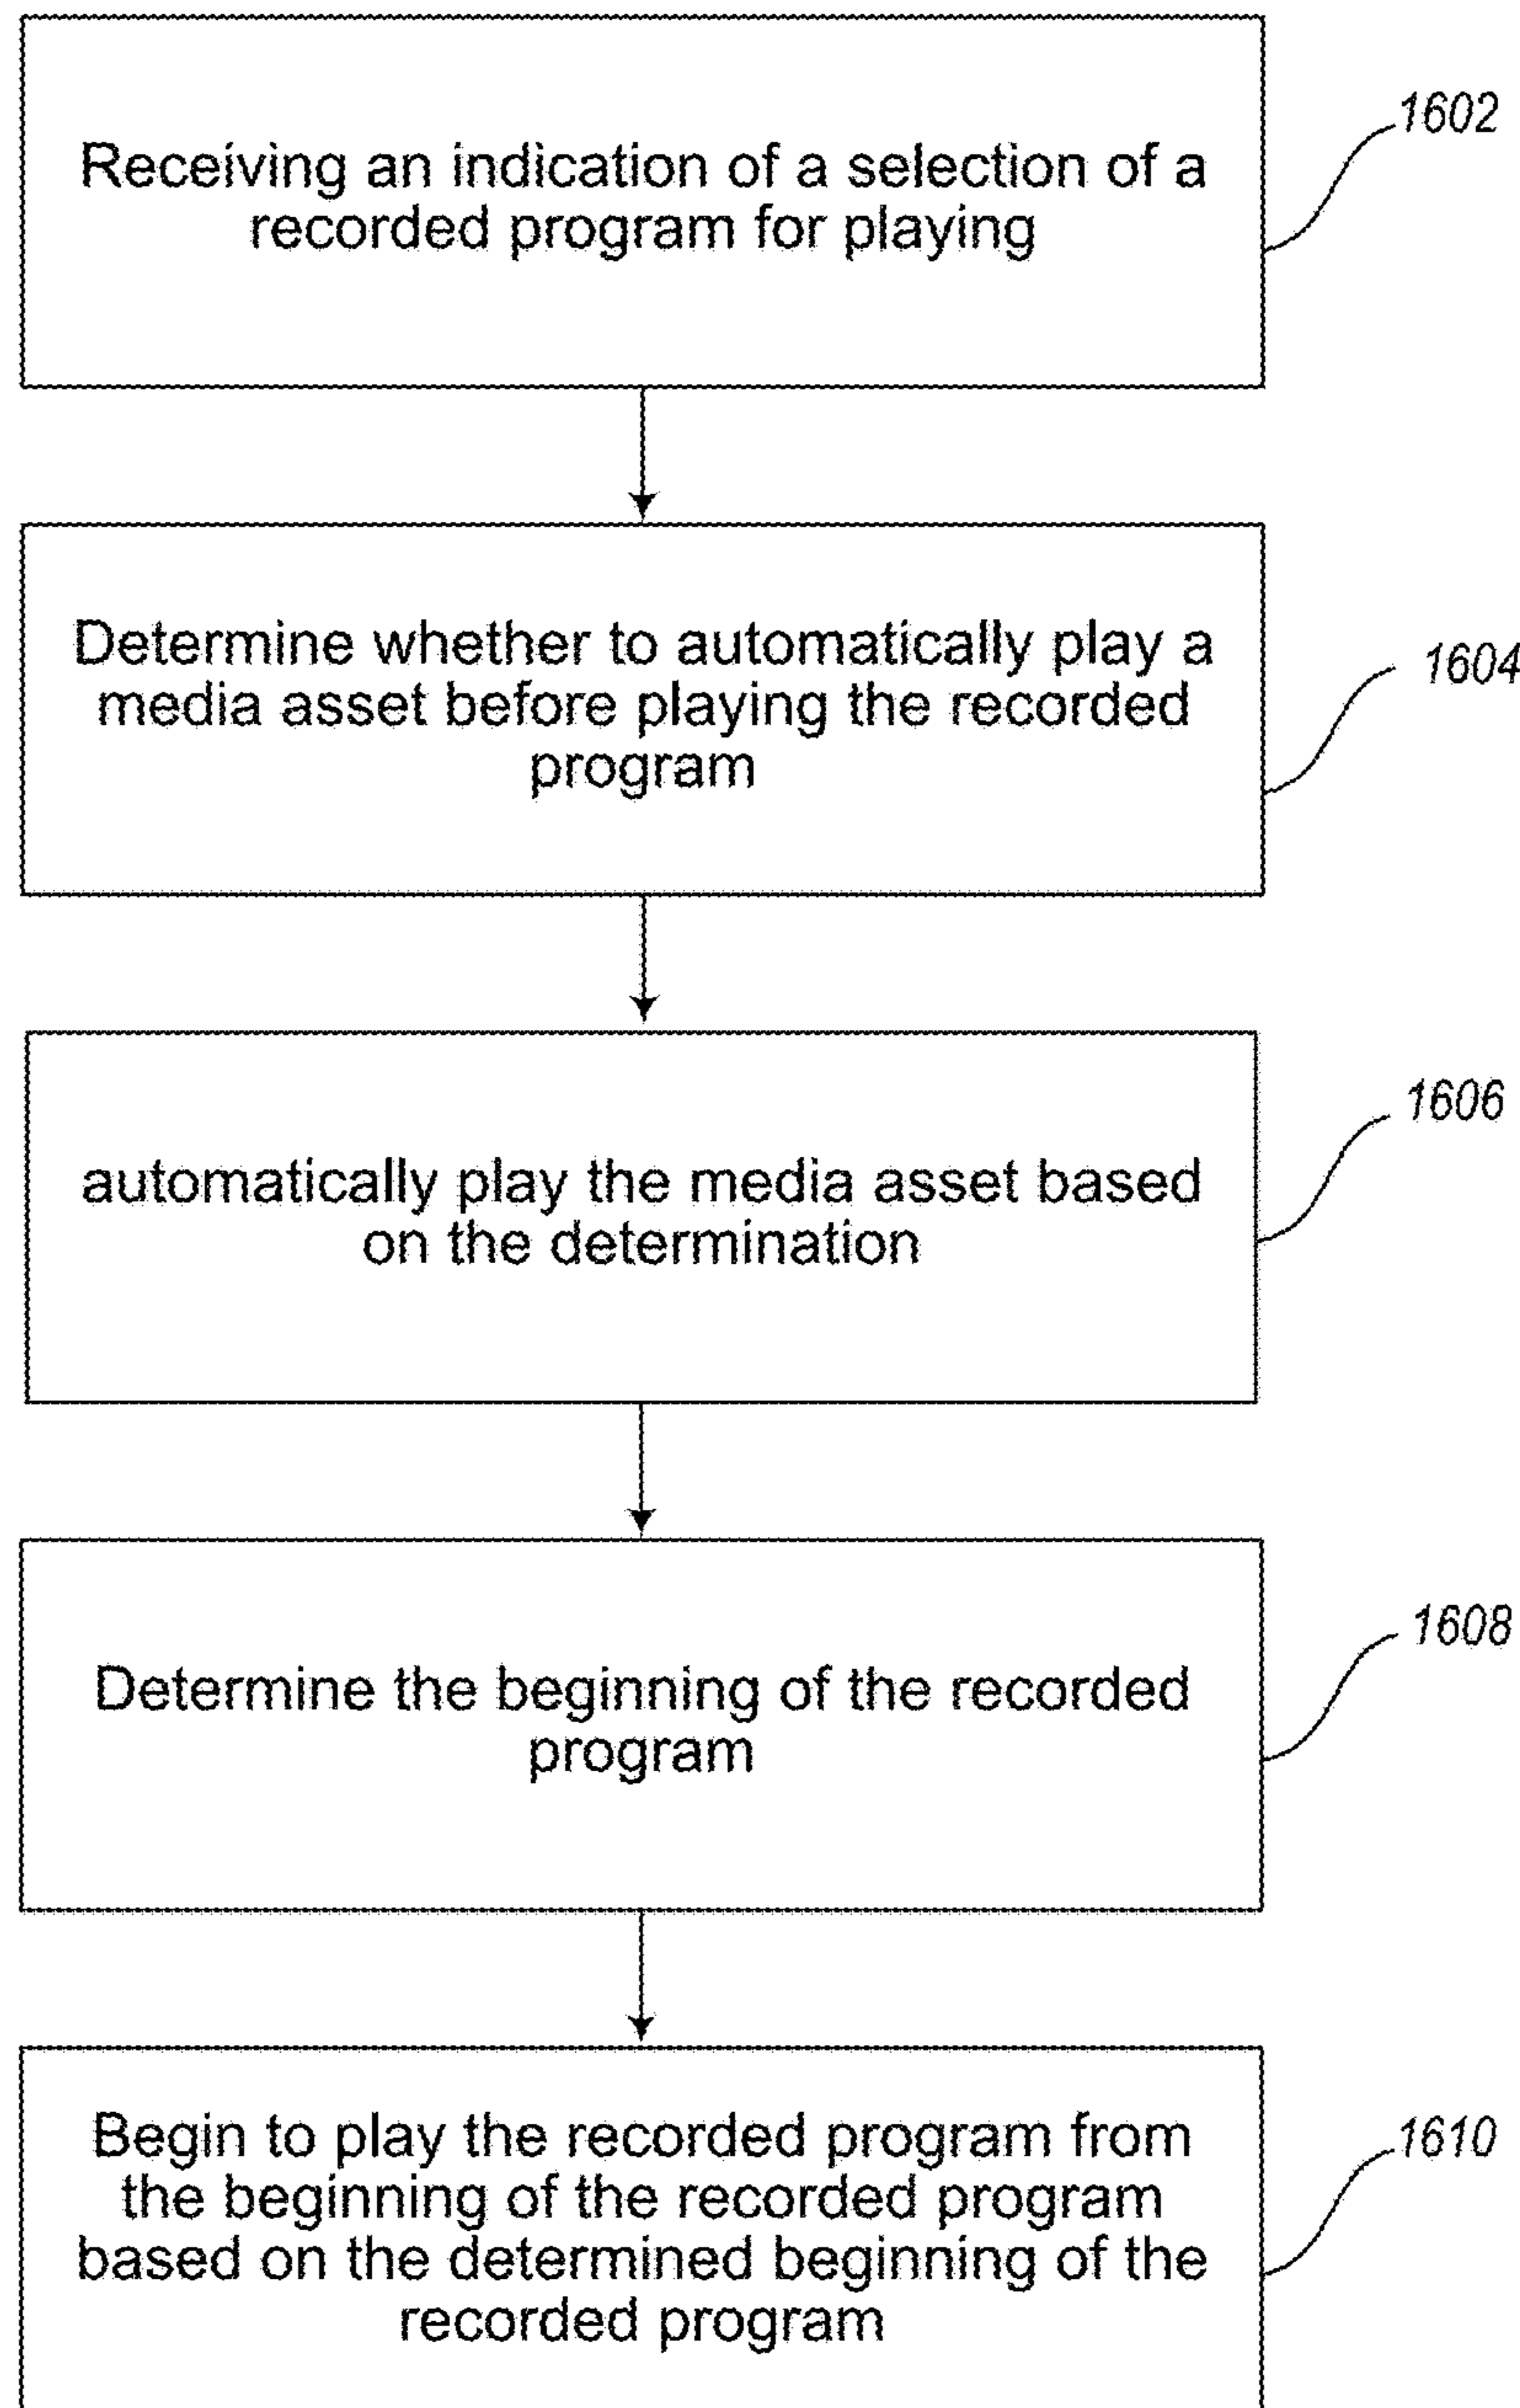 Receiving an indication of a selection of a
recorded program for playing
1602
Determine whether to automatically play a
media asset before playing the recorded
program
1604
automatically play the media asset based
on the determination
1606
Determine the beginning of the recorded
program
1608
Begin to play the recorded program from
the beginning of the recorded program
based on the determined beginning of the
recorded program
1610